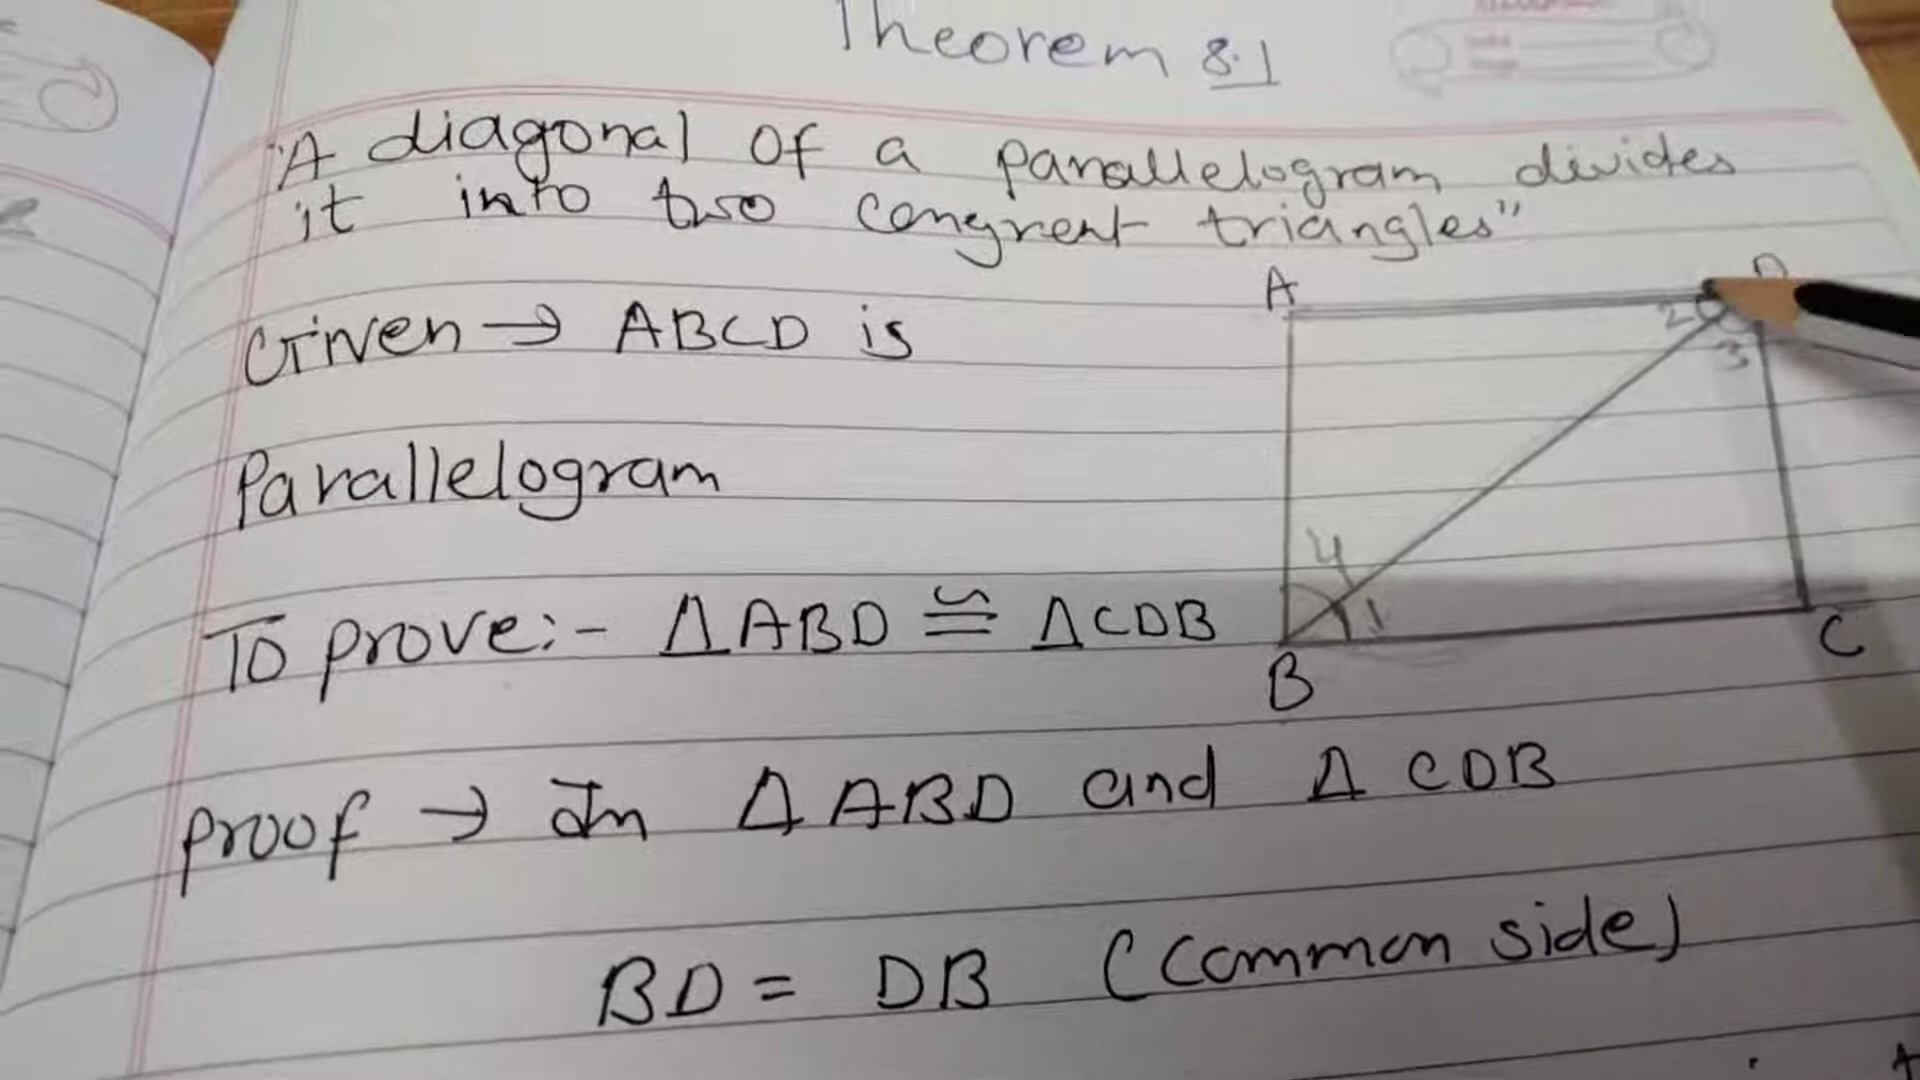 Theorem 8.1
"A diagonal of a parallelogram divides
it into two congrent triangles"
Given → ABCD is
Parallelogram
To prove:- ΔABD ≅ ΔCDB
Proof → In ΔABD and ΔCDB
BD = DB (Common side)
A
D
2
3
4
1
B
C